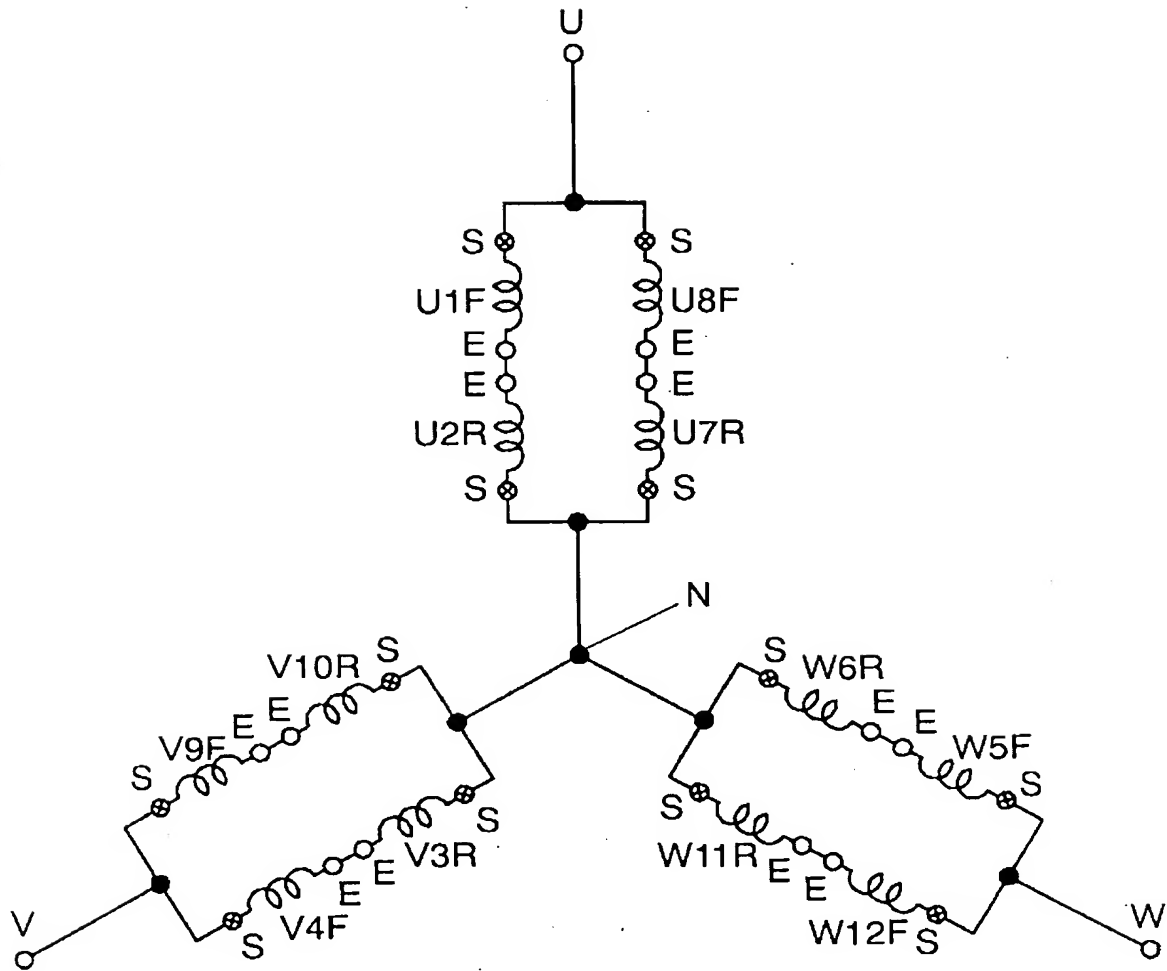 U
S S
U1F U8F
E E
E E
U2R U7R
S S
N
S S
V10R W6R
E E E E
V9F W5F
S S
S S
V3R W11R
E E E E
V4F W12F
S S
V W